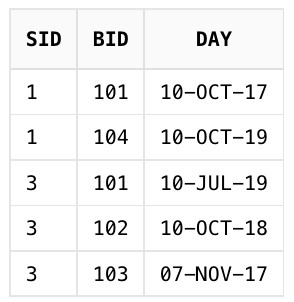 SID BID DAY
1 101 10-OCT-17
1 104 10-OCT-19
3 101 10-JUL-19
3 102 10-OCT-18
3 103 07-NOV-17